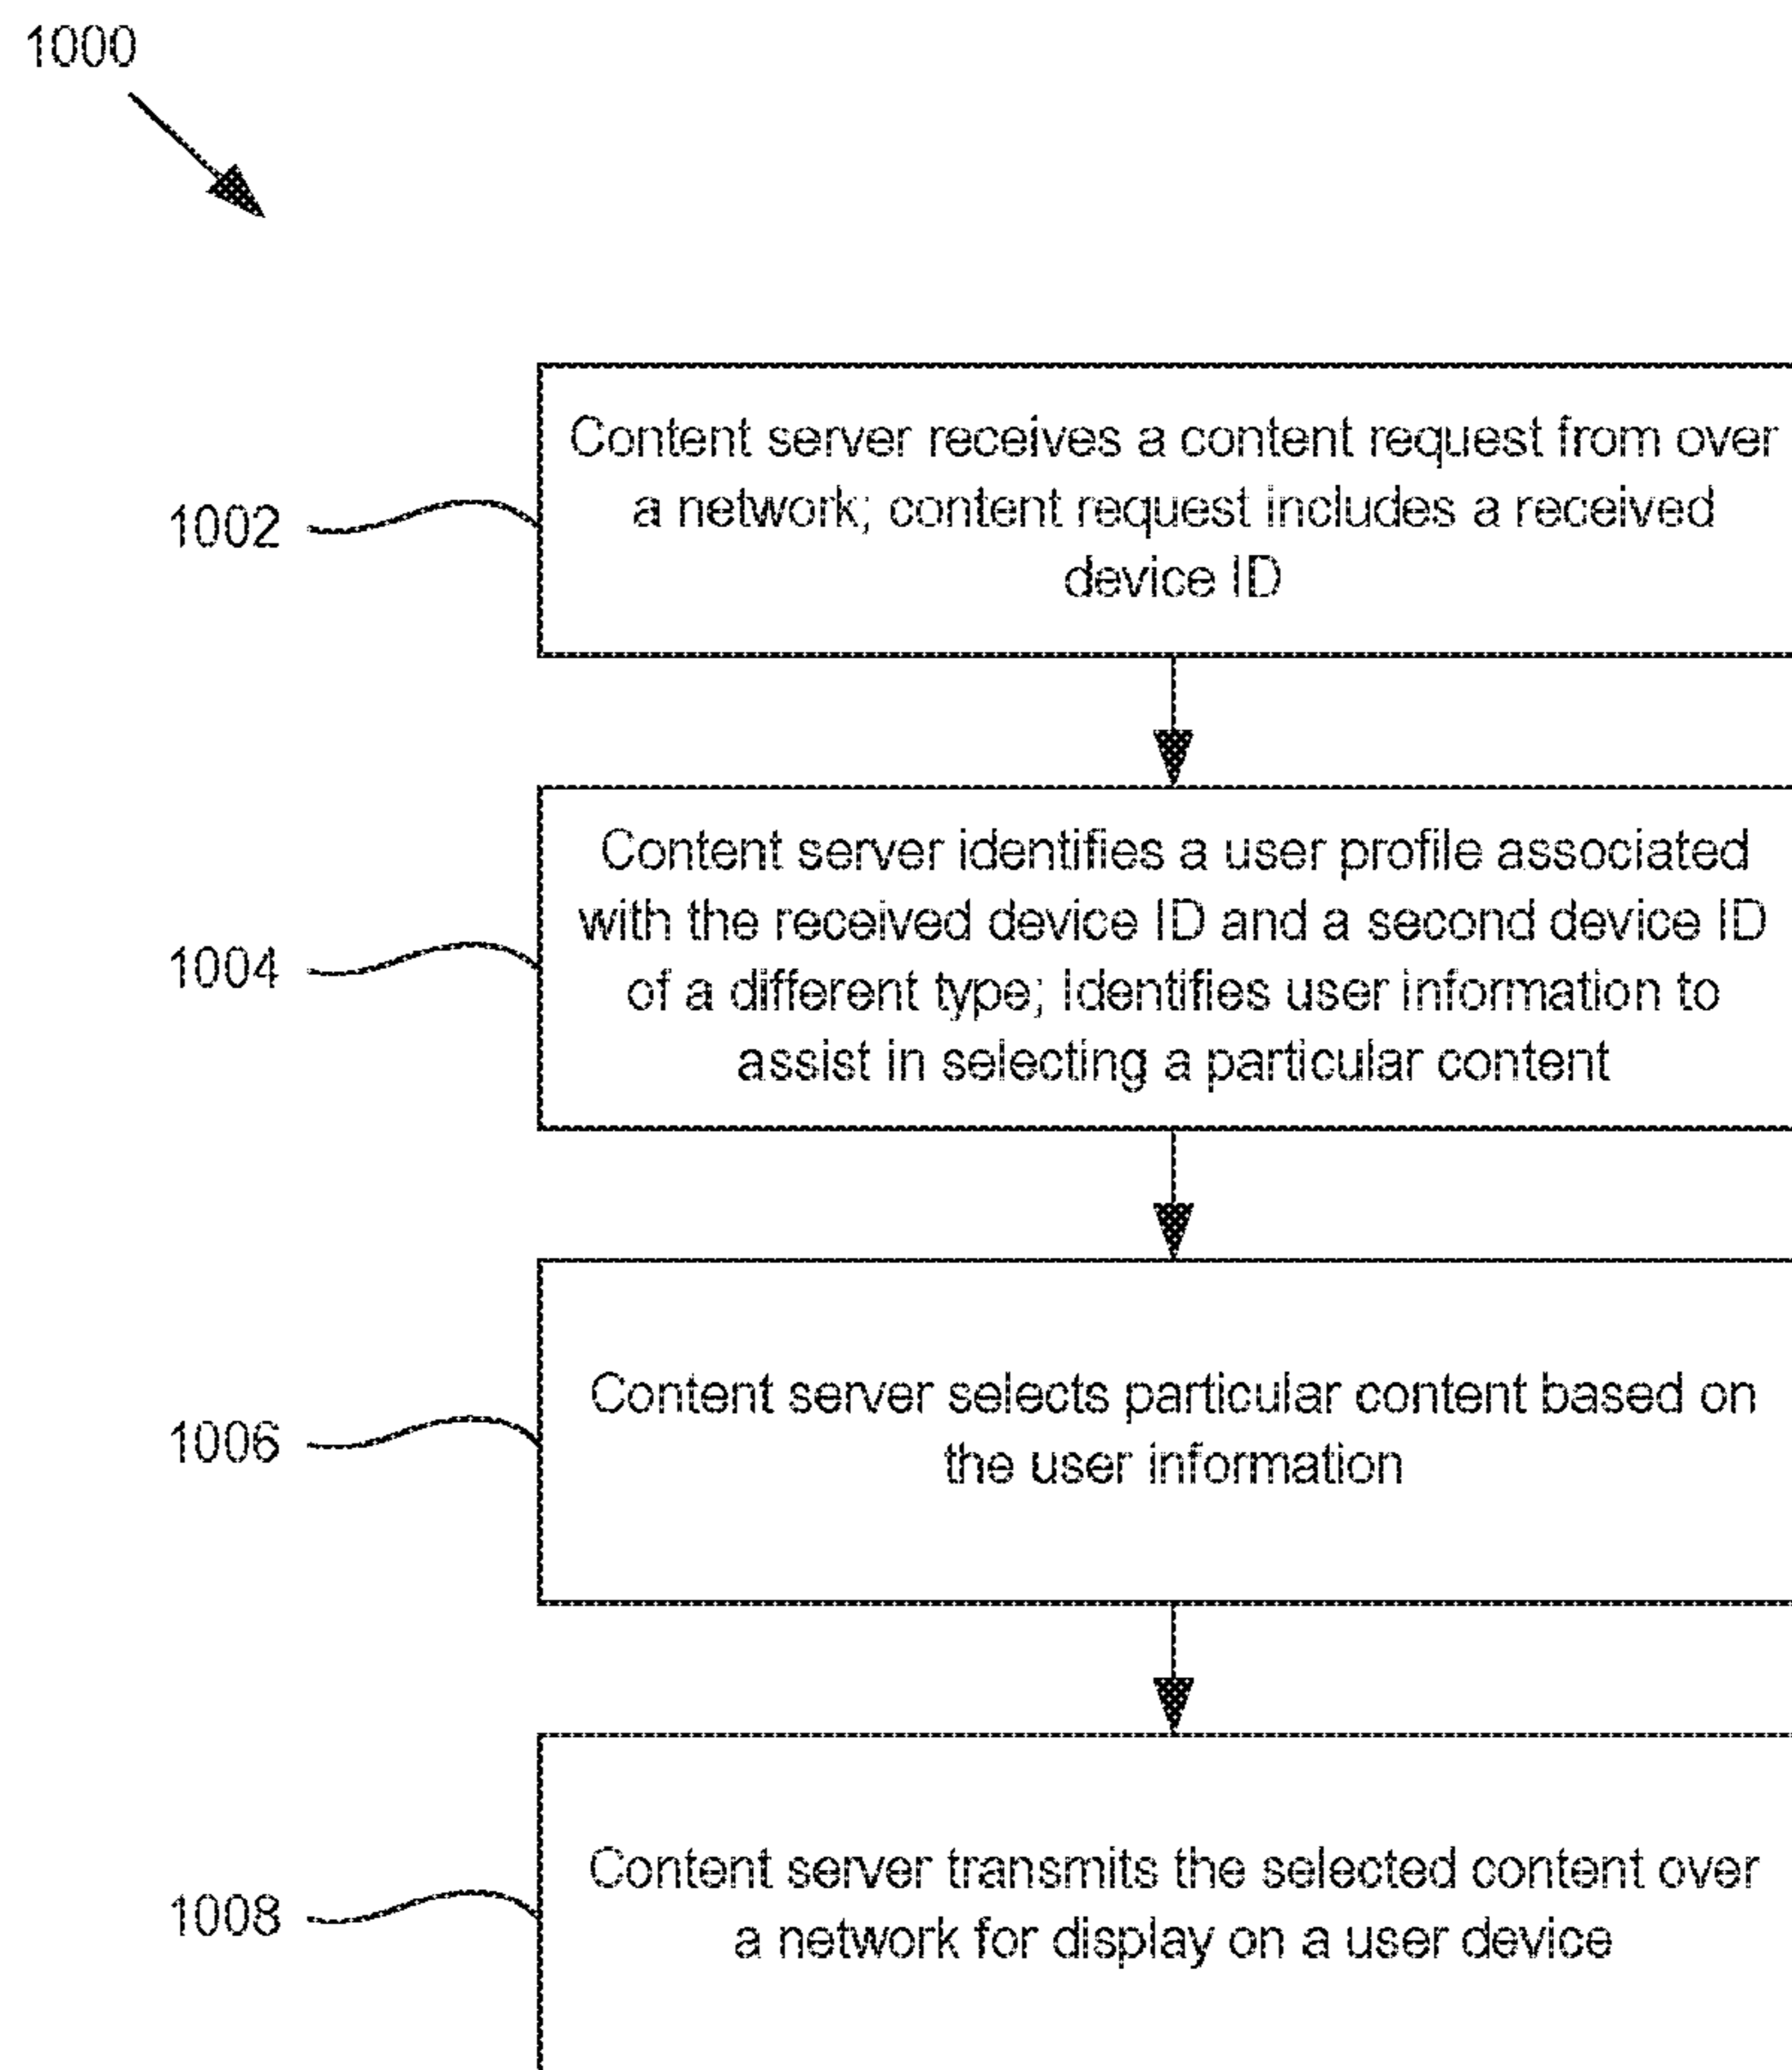 1000
Content server receives a content request from over
a network; content request includes a received
device ID
1002
Content server identifies a user profile associated
with the received device ID and a second device ID
of a different type; Identifies user information to
assist in selecting a particular content
1004
Content server selects particular content based on
the user information
1006
Content server transmits the selected content over
a network for display on a user device
1008